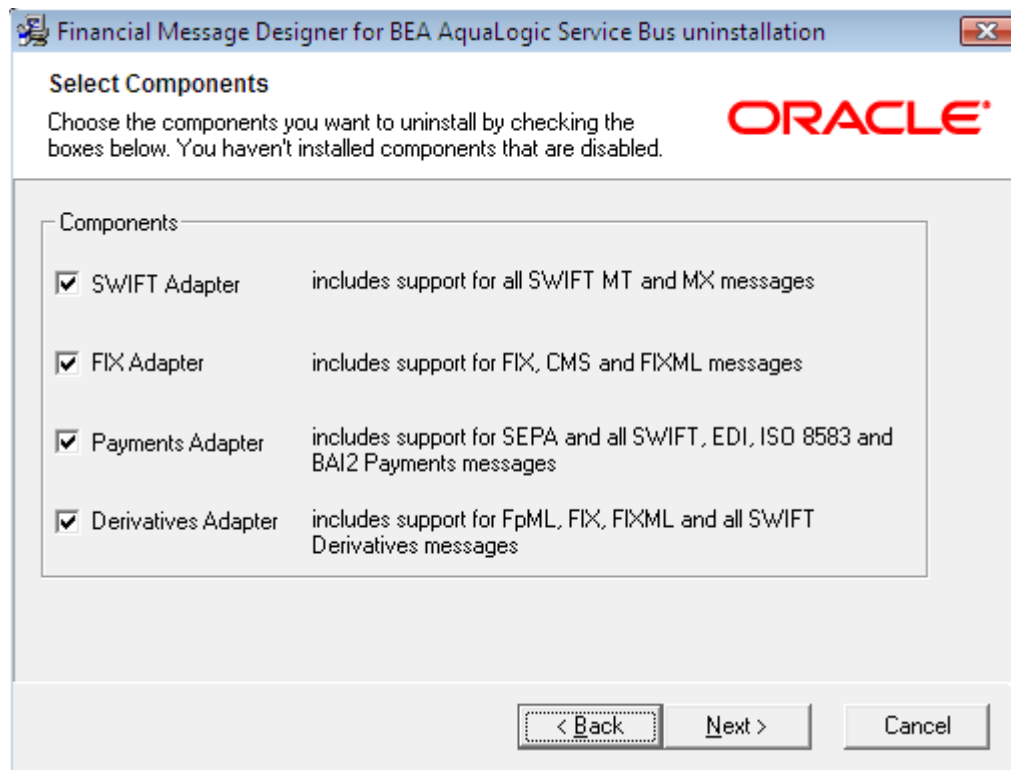 Financial Message Designer for BEA AquaLogic Service Bus uninstallation
Select Components
Choose the components you want to uninstall by checking the
boxes below. You haven't installed components that are disabled.
ORACLE
Components
SWIFT Adapter includes support for all SWIFT MT and MX messages
FIX Adapter includes support for FIX, CMS and FIXML messages
Payments Adapter includes support for SEPA and all SWIFT, EDI, ISO 8583 and
BAI2 Payments messages
Derivatives Adapter includes support for FpML, FIX, FIXML and all SWIFT
Derivatives messages
< Back Next > Cancel